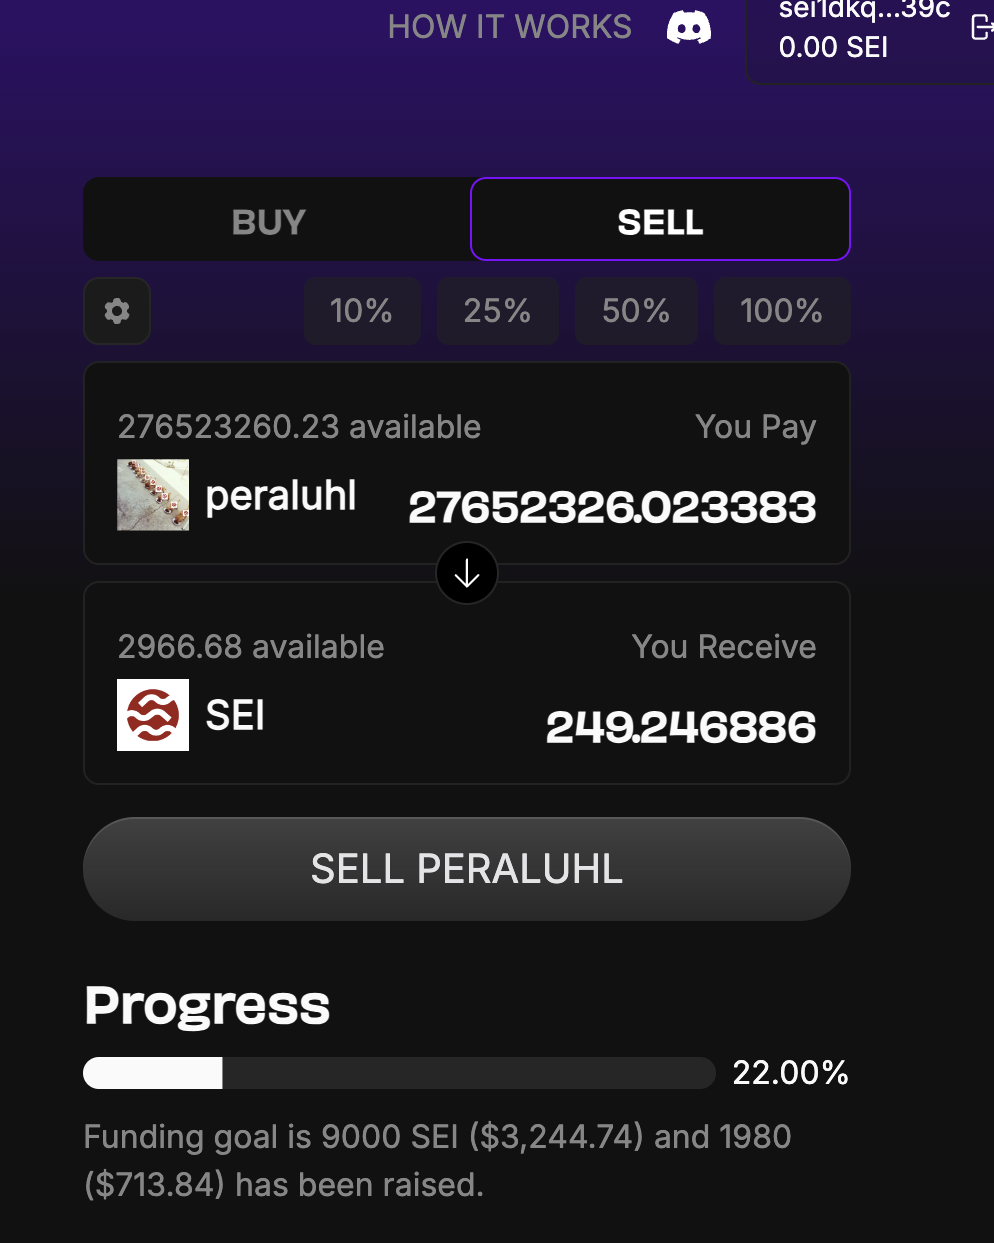 HOW IT WORKS
sei1dkq...39c
0.00 SEI
BUY
SELL
10%
25%
50%
100%
276523260.23 available
You Pay
peraluhl
27652326.023383
2966.68 available
You Receive
SEI
249.246886
SELL PERALUHL
Progress
22.00%
Funding goal is 9000 SEI ($3,244.74) and 1980
($713.84) has been raised.